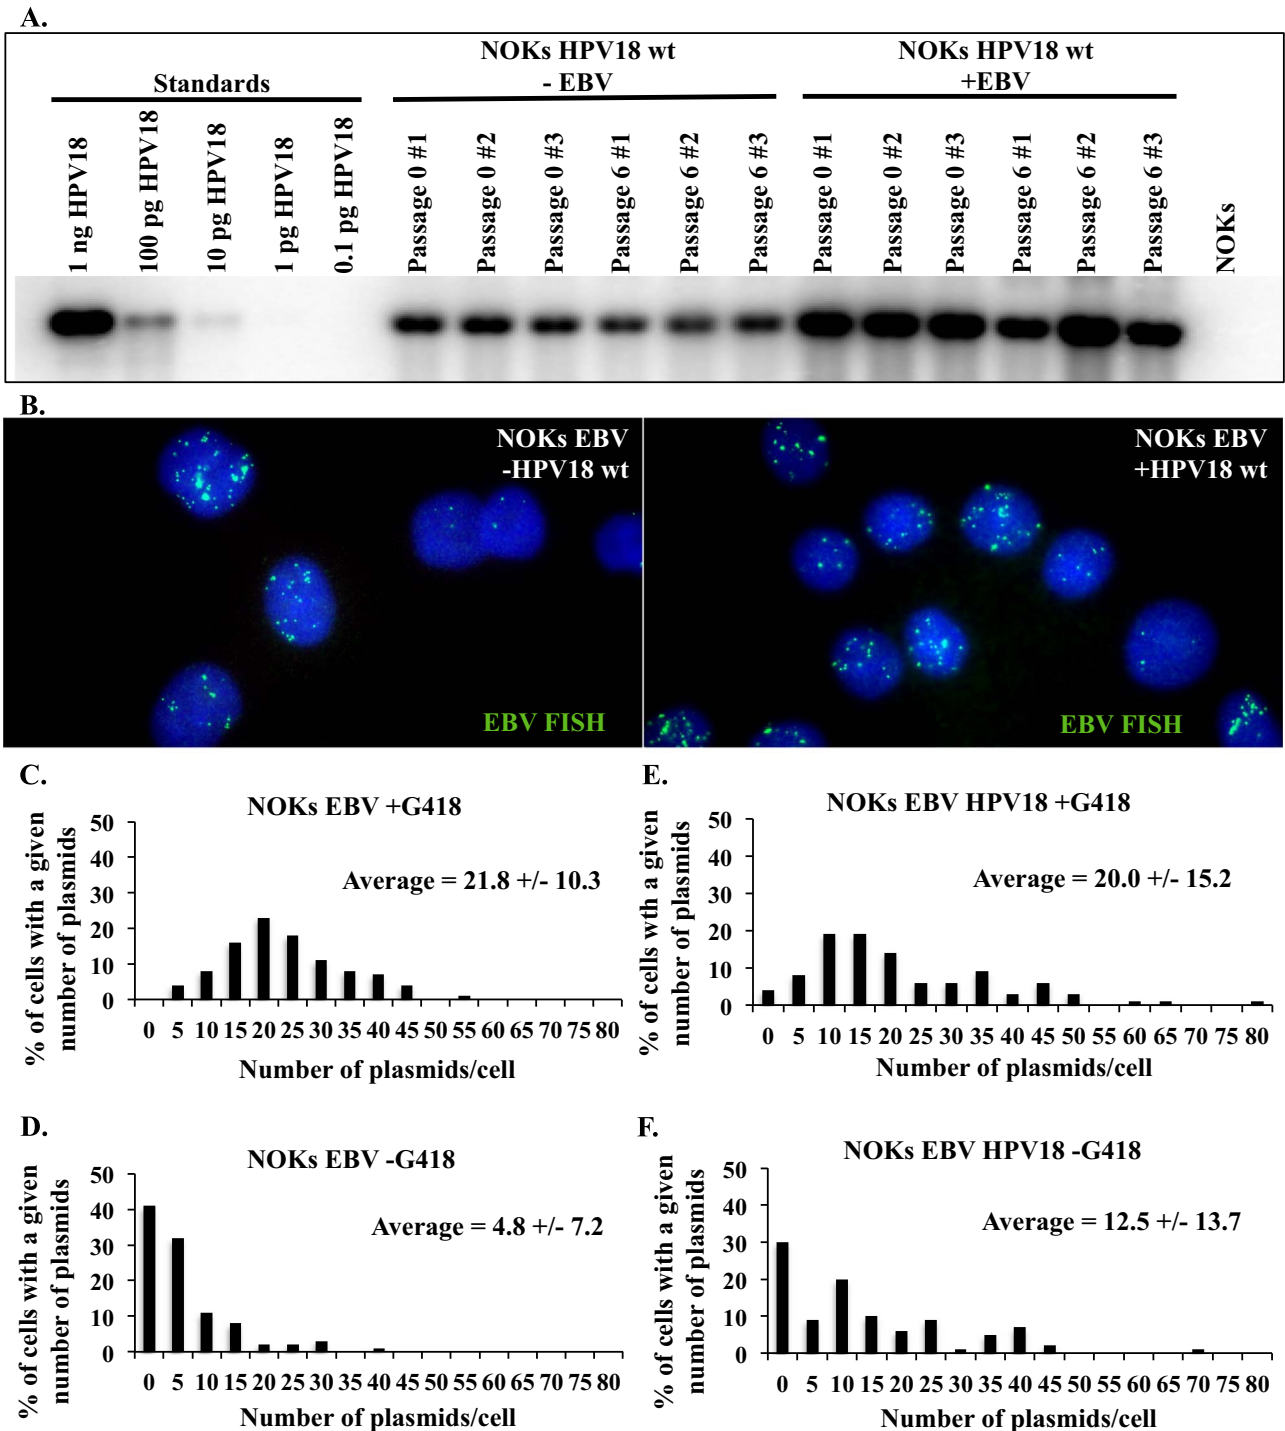 A.
Standards
NOKs HPV18 wt
- EBV
NOKs HPV18 wt
+EBV
1 ng HPV18
100 pg HPV18
10 pg HPV18
1 pg HPV18
0.1 pg HPV18
Passage 0 #1
Passage 0 #2
Passage 0 #3
Passage 6 #1
Passage 6 #2
Passage 6 #3
Passage 0 #1
Passage 0 #2
Passage 0 #3
Passage 6 #1
Passage 6 #2
Passage 6 #3
NOKs
B.
NOKs EBV
-HPV18 wt
EBV FISH
NOKs EBV
+HPV18 wt
EBV FISH
C.
NOKs EBV +G418
Average = 21.8 +/- 10.3
% of cells with a given
number of plasmids
50
40
30
20
10
0
0 5 10 15 20 25 30 35 40 45 55 60 65 70 75 80
Number of plasmids/cell
E.
NOKs EBV HPV18 +G418
Average = 20.0 +/- 15.2
% of cells wth a given
number of plasmids
50
40
30
20
10
0
0 5 10 15 20 25 30 35 40 45 50 55 60 65 70 75 80
Number of plasmids/cell
D.
NOKs EBV -G418
Average = 4.8 +/- 7.2
% of cells with a given
number of plasmids
50
40
30
20
10
0
0 5 10 15 20 25 30 35 40 45 55 60 65 70 75 80
Number of plasmids/cell
F.
NOKs EBV HPV18 -G418
Average = 12.5 +/- 13.7
% of cells with a given
number of plasmids
50
40
30
20
10
0
0 5 10 15 20 25 30 35 40 45 50 55 60 65 70 75 80
Number of plasmids/cell